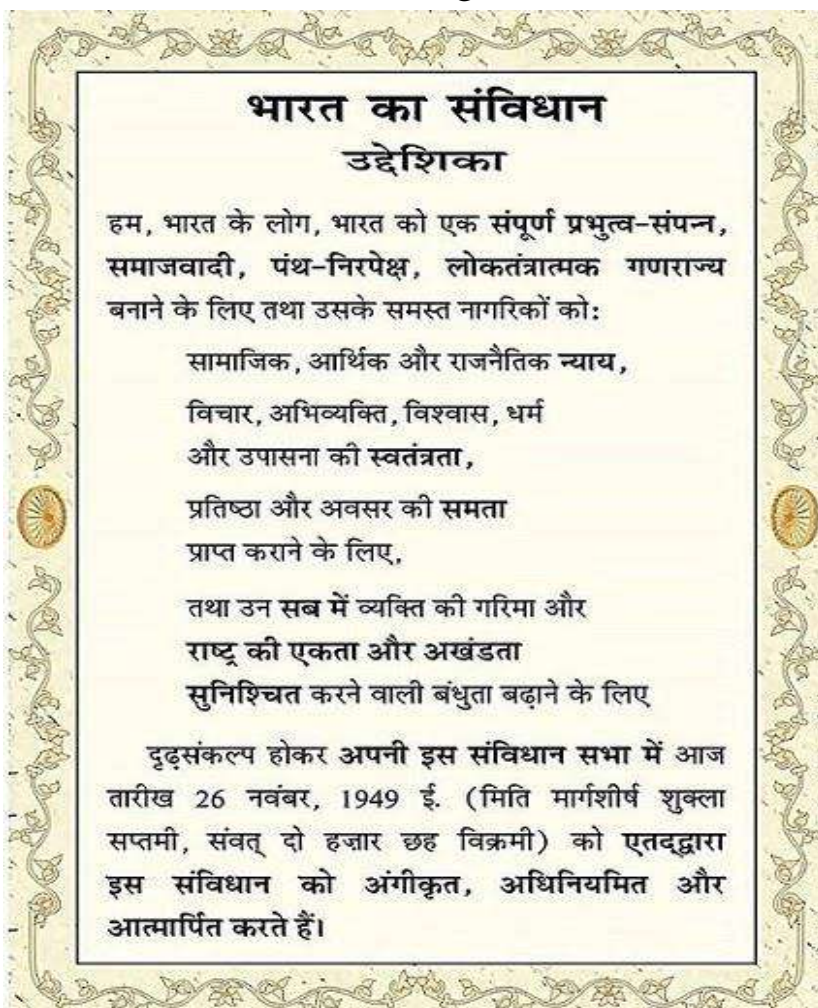 भारत का संविधान
उद्देशिका
हम, भारत के लोग, भारत को एक संपूर्ण प्रभुत्व-संपन्न,
समाजवादी, पंथ-निरपेक्ष, लोकतंत्रात्मक गणराज्य
बनाने के लिए तथा उसके समस्त नागरिकों को:
सामाजिक, आर्थिक और राजनैतिक न्याय,
विचार, अभिव्यक्ति, विश्वास, धर्म
और उपासना की स्वतंत्रता,
प्रतिष्ठा और अवसर की समता
प्राप्त कराने के लिए,
तथा उन सब में व्यक्ति की गरिमा और
राष्ट्र की एकता और अखंडता
सुनिश्चित करने वाली बंधुता बढ़ाने के लिए
दृढ़संकल्प होकर अपनी इस संविधान सभा में आज
तारीख 26 नवंबर, 1949 ई. (मिति मार्गशीर्ष शुक्ला
सप्तमी, संवत् दो हज़ार छह विक्रमी) को एतद्द्वारा
इस संविधान को अंगीकृत, अधिनियमित और
आत्मार्पित करते हैं।